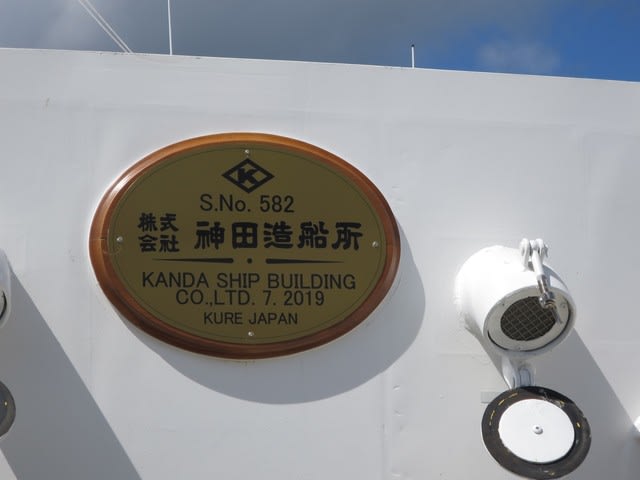 K
S.No. 582
株式会社 神田造船所
KANDA SHIP BUILDING
CO.,LTD. 7. 2019
KURE JAPAN